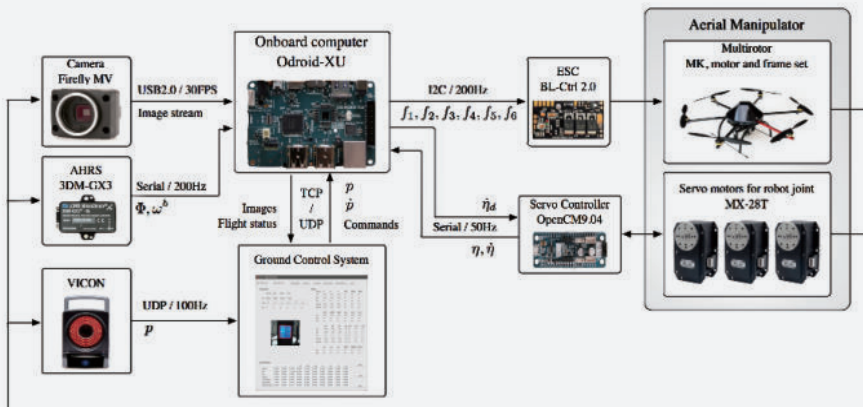 Camera
Firefly MV
USB2.0 / 30FPS
Image stream
Onboard computer
Odroid-XU
I2C / 200Hz
f₁, f₂, f₃, f₄, f₅, f₆
ESC
BL-Ctrl 2.0
Aerial Manipulator
Multirotor
MK, motor and frame set
AHRS
3DM-GX3
Serial / 200Hz
Φ, ωᵇ
Images
Flight status
TCP
/
UDP
p
ṗ
Commands
η̇d
Serial / 50Hz
η, η̇
Servo Controller
OpenCM9.04
Servo motors for robot joint
MX-28T
VICON
UDP / 100Hz
p
Ground Control System